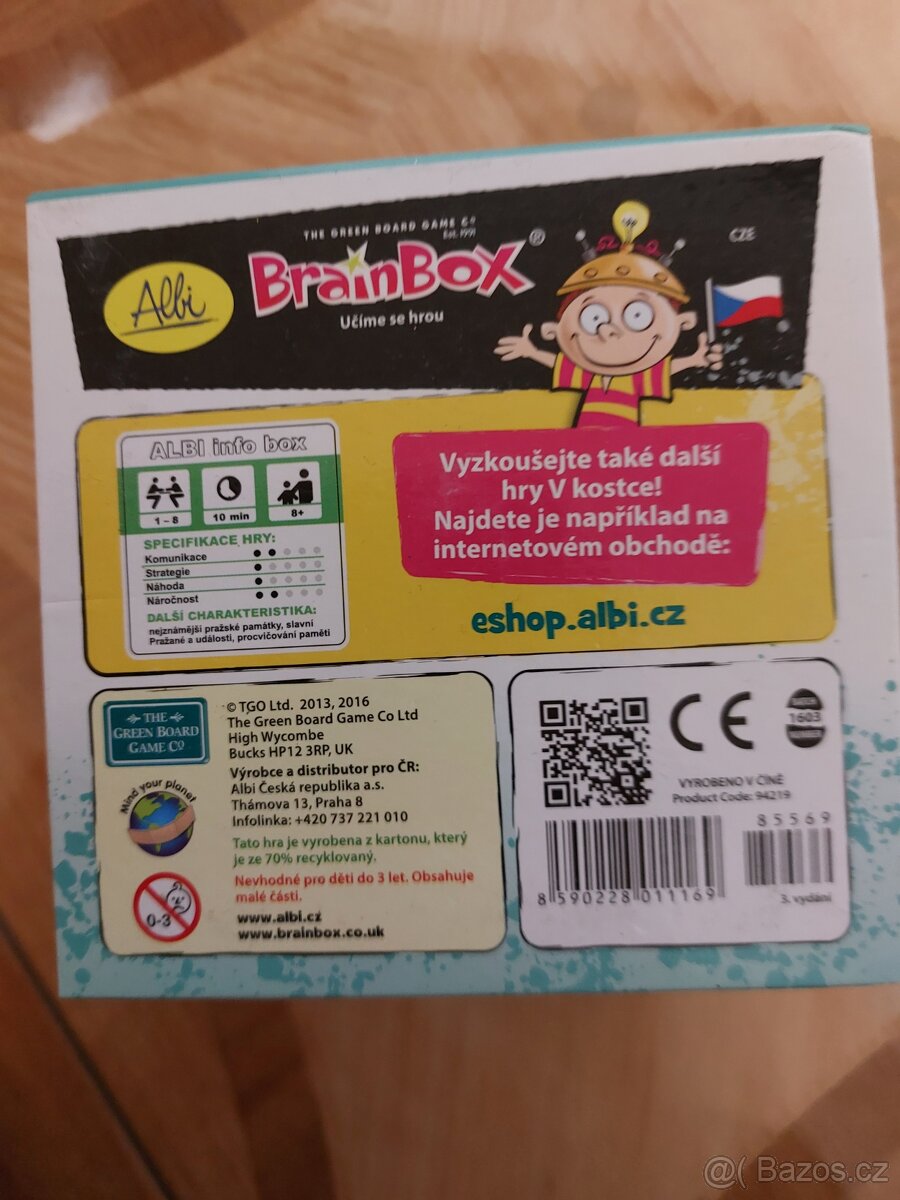 THE GREEN BOARD GAME Cº
Est. 1991
BrainBox®
Učíme se hrou
Albi
CZE
ALBI info box
1 – 8
10 min
8+
SPECIFIKACE HRY:
Komunikace
Strategie
Náhoda
Náročnost
DALŠÍ CHARAKTERISTIKA:
nejznámější pražské památky, slavní
Pražané a události, procvičování paměti
Vyzkoušejte také další
hry V kostce!
Najdete je například na
internetovém obchodě:
eshop.albi.cz
THE
GREEN BOARD
GAME Cº
Mind your planet
0-3
© TGO Ltd. 2013, 2016
The Green Board Game Co Ltd
High Wycombe
Bucks HP12 3RP, UK
Výrobce a distributor pro ČR:
Albi Česká republika a.s.
Thámova 13, Praha 8
Infolinka: +420 737 221 010
Tato hra je vyrobena z kartonu, který
je ze 70% recyklovaný.
Nevhodné pro děti do 3 let. Obsahuje
malé části.
www.albi.cz
www.brainbox.co.uk
CE
1603
NUMBER
VYROBENO V ČÍNĚ
Product Code: 94219
85569
8 590228 011169
3. vydání
@( Bazos.cz